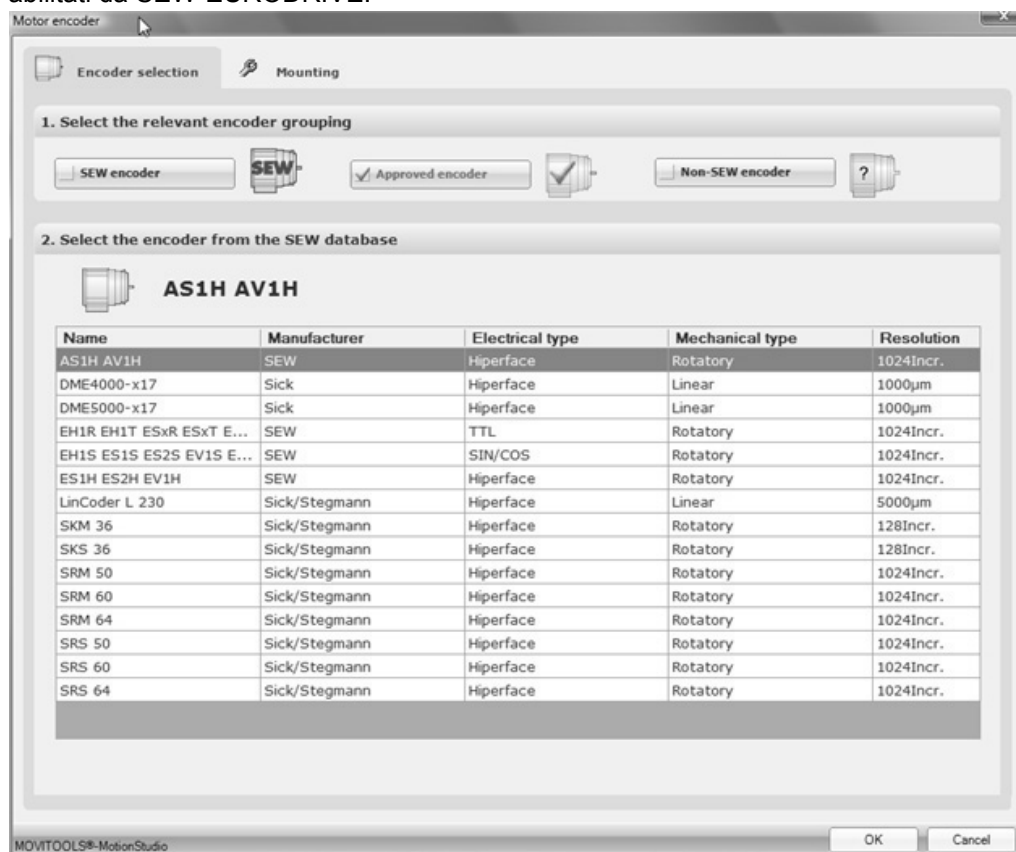 abilitati da SEW-EURODRIVE.
Motor encoder
Encoder selection Mounting
1. Select the relevant encoder grouping
SEW encoder SEW Approved encoder Non-SEW encoder ?
2. Select the encoder from the SEW database
AS1H AV1H
Name Manufacturer Electrical type Mechanical type Resolution
AS1H AV1H SEW Hiperface Rotatory 1024Incr.
DME4000-x17 Sick Hiperface Linear 1000µm
DME5000-x17 Sick Hiperface Linear 1000µm
EH1R EH1T ESxR ESxT E... SEW TTL Rotatory 1024Incr.
EH1S ES1S ES2S EV1S E... SEW SIN/COS Rotatory 1024Incr.
ES1H ES2H EV1H SEW Hiperface Rotatory 1024Incr.
LinCoder L 230 Sick/Stegmann Hiperface Linear 5000µm
SKM 36 Sick/Stegmann Hiperface Rotatory 128Incr.
SKS 36 Sick/Stegmann Hiperface Rotatory 128Incr.
SRM 50 Sick/Stegmann Hiperface Rotatory 1024Incr.
SRM 60 Sick/Stegmann Hiperface Rotatory 1024Incr.
SRM 64 Sick/Stegmann Hiperface Rotatory 1024Incr.
SRS 50 Sick/Stegmann Hiperface Rotatory 1024Incr.
SRS 60 Sick/Stegmann Hiperface Rotatory 1024Incr.
SRS 64 Sick/Stegmann Hiperface Rotatory 1024Incr.
OK Cancel
MOVITOOLS®-MotionStudio